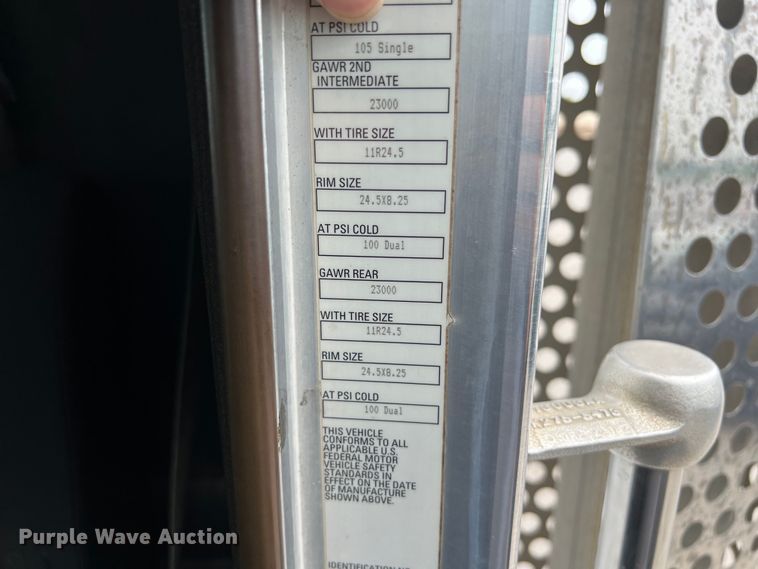 AT PSI COLD
105 Single
GAWR 2ND
INTERMEDIATE
23000
WITH TIRE SIZE
11R24.5
RIM SIZE
24.5X8.25
AT PSI COLD
100 Dual
GAWR REAR
23000
WITH TIRE SIZE
11R24.5
RIM SIZE
24.5X8.25
AT PSI COLD
100 Dual
THIS VEHICLE
CONFORMS TO ALL
APPLICABLE U.S.
FEDERAL MOTOR
VEHICLE SAFETY
STANDARDS IN
EFFECT ON THE DATE
OF MANUFACTURE
SHOWN ABOVE.
Purple Wave Auction